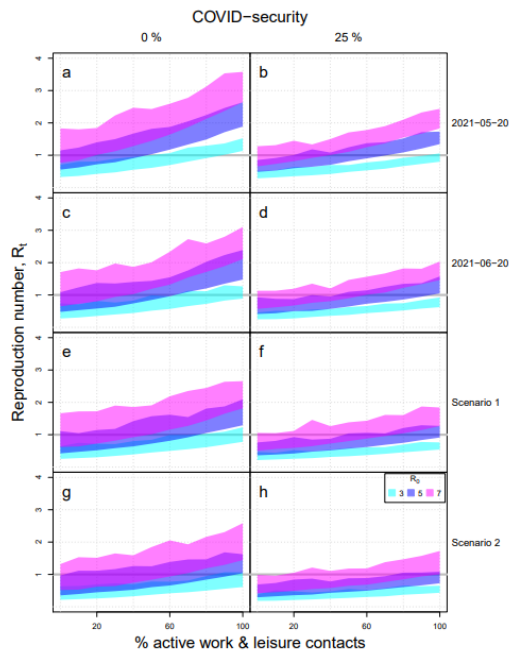 COVID−security
0 %
25 %
Reproduction number, Rt
4
3
2
1
a
b
2021−05−20
4
3
2
1
c
d
2021−06−20
4
3
2
1
e
f
Scenario 1
4
3
2
1
g
h
R0
3 5 7
Scenario 2
20
60
100
20
60
100
% active work & leisure contacts